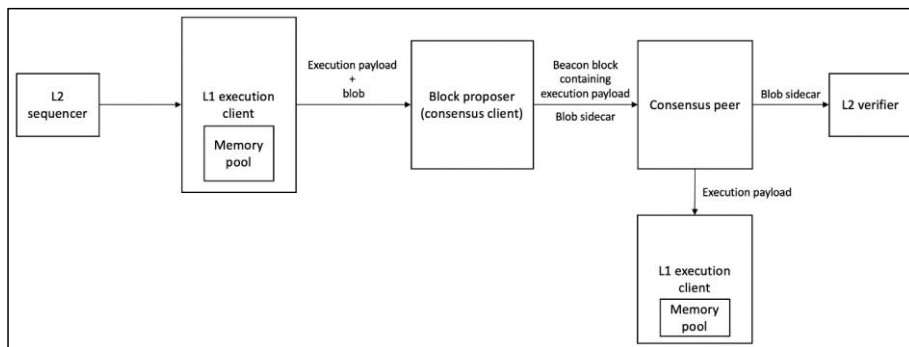 L2
sequencer
L1 execution
client
Memory
pool
Execution payload
+
blob
Block proposer
(consensus client)
Beacon block
containing
execution payload
Blob sidecar
Consensus peer
Blob sidecar
L2 verifier
Execution payload
L1 execution
client
Memory
pool